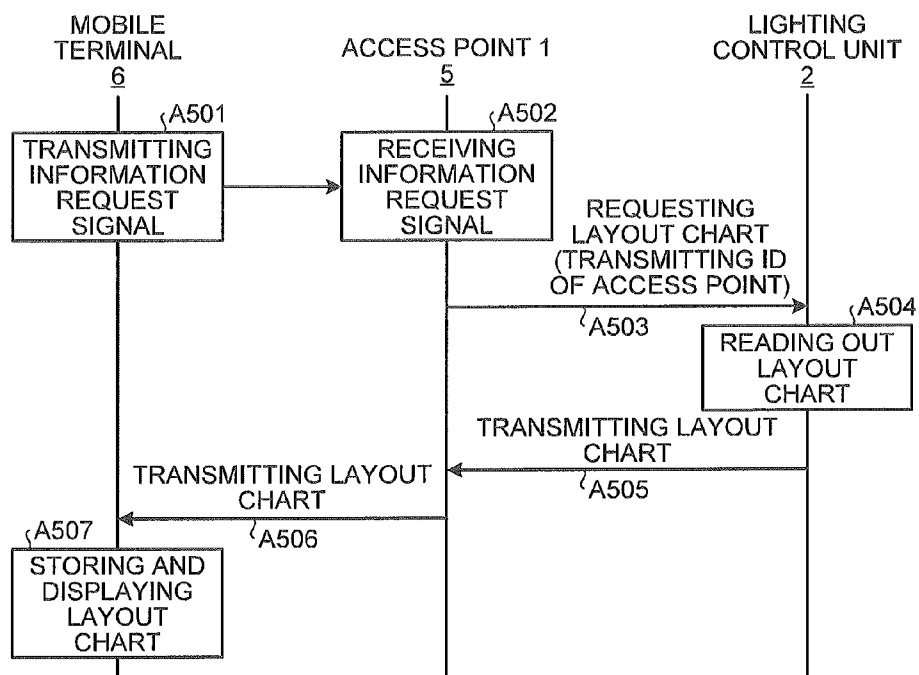 MOBILE
TERMINAL
6
ACCESS POINT 1
5
LIGHTING
CONTROL UNIT
2
A501
TRANSMITTING
INFORMATION
REQUEST
SIGNAL
A502
RECEIVING
INFORMATION
REQUEST
SIGNAL
REQUESTING
LAYOUT CHART
(TRANSMITTING ID
OF ACCESS POINT)
A503
A504
READING OUT
LAYOUT
CHART
TRANSMITTING LAYOUT
CHART
A505
TRANSMITTING LAYOUT
CHART
A506
A507
STORING AND
DISPLAYING
LAYOUT
CHART